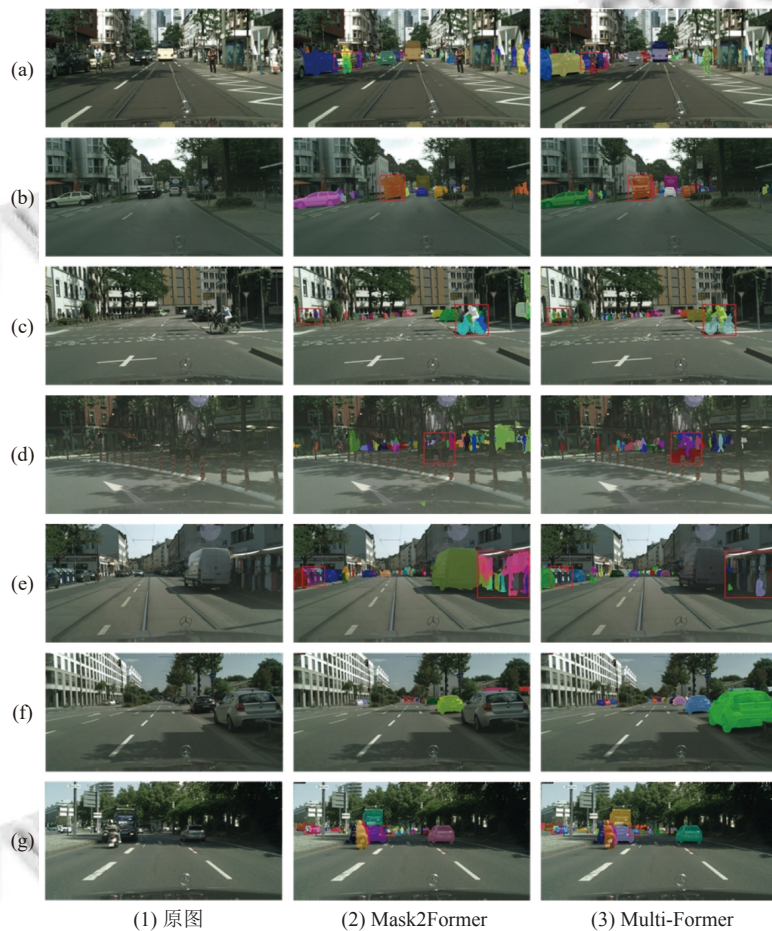 (a)
(b)
(c)
(d)
(e)
(f)
(g)
(1) 原图 (2) Mask2Former (3) Multi-Former